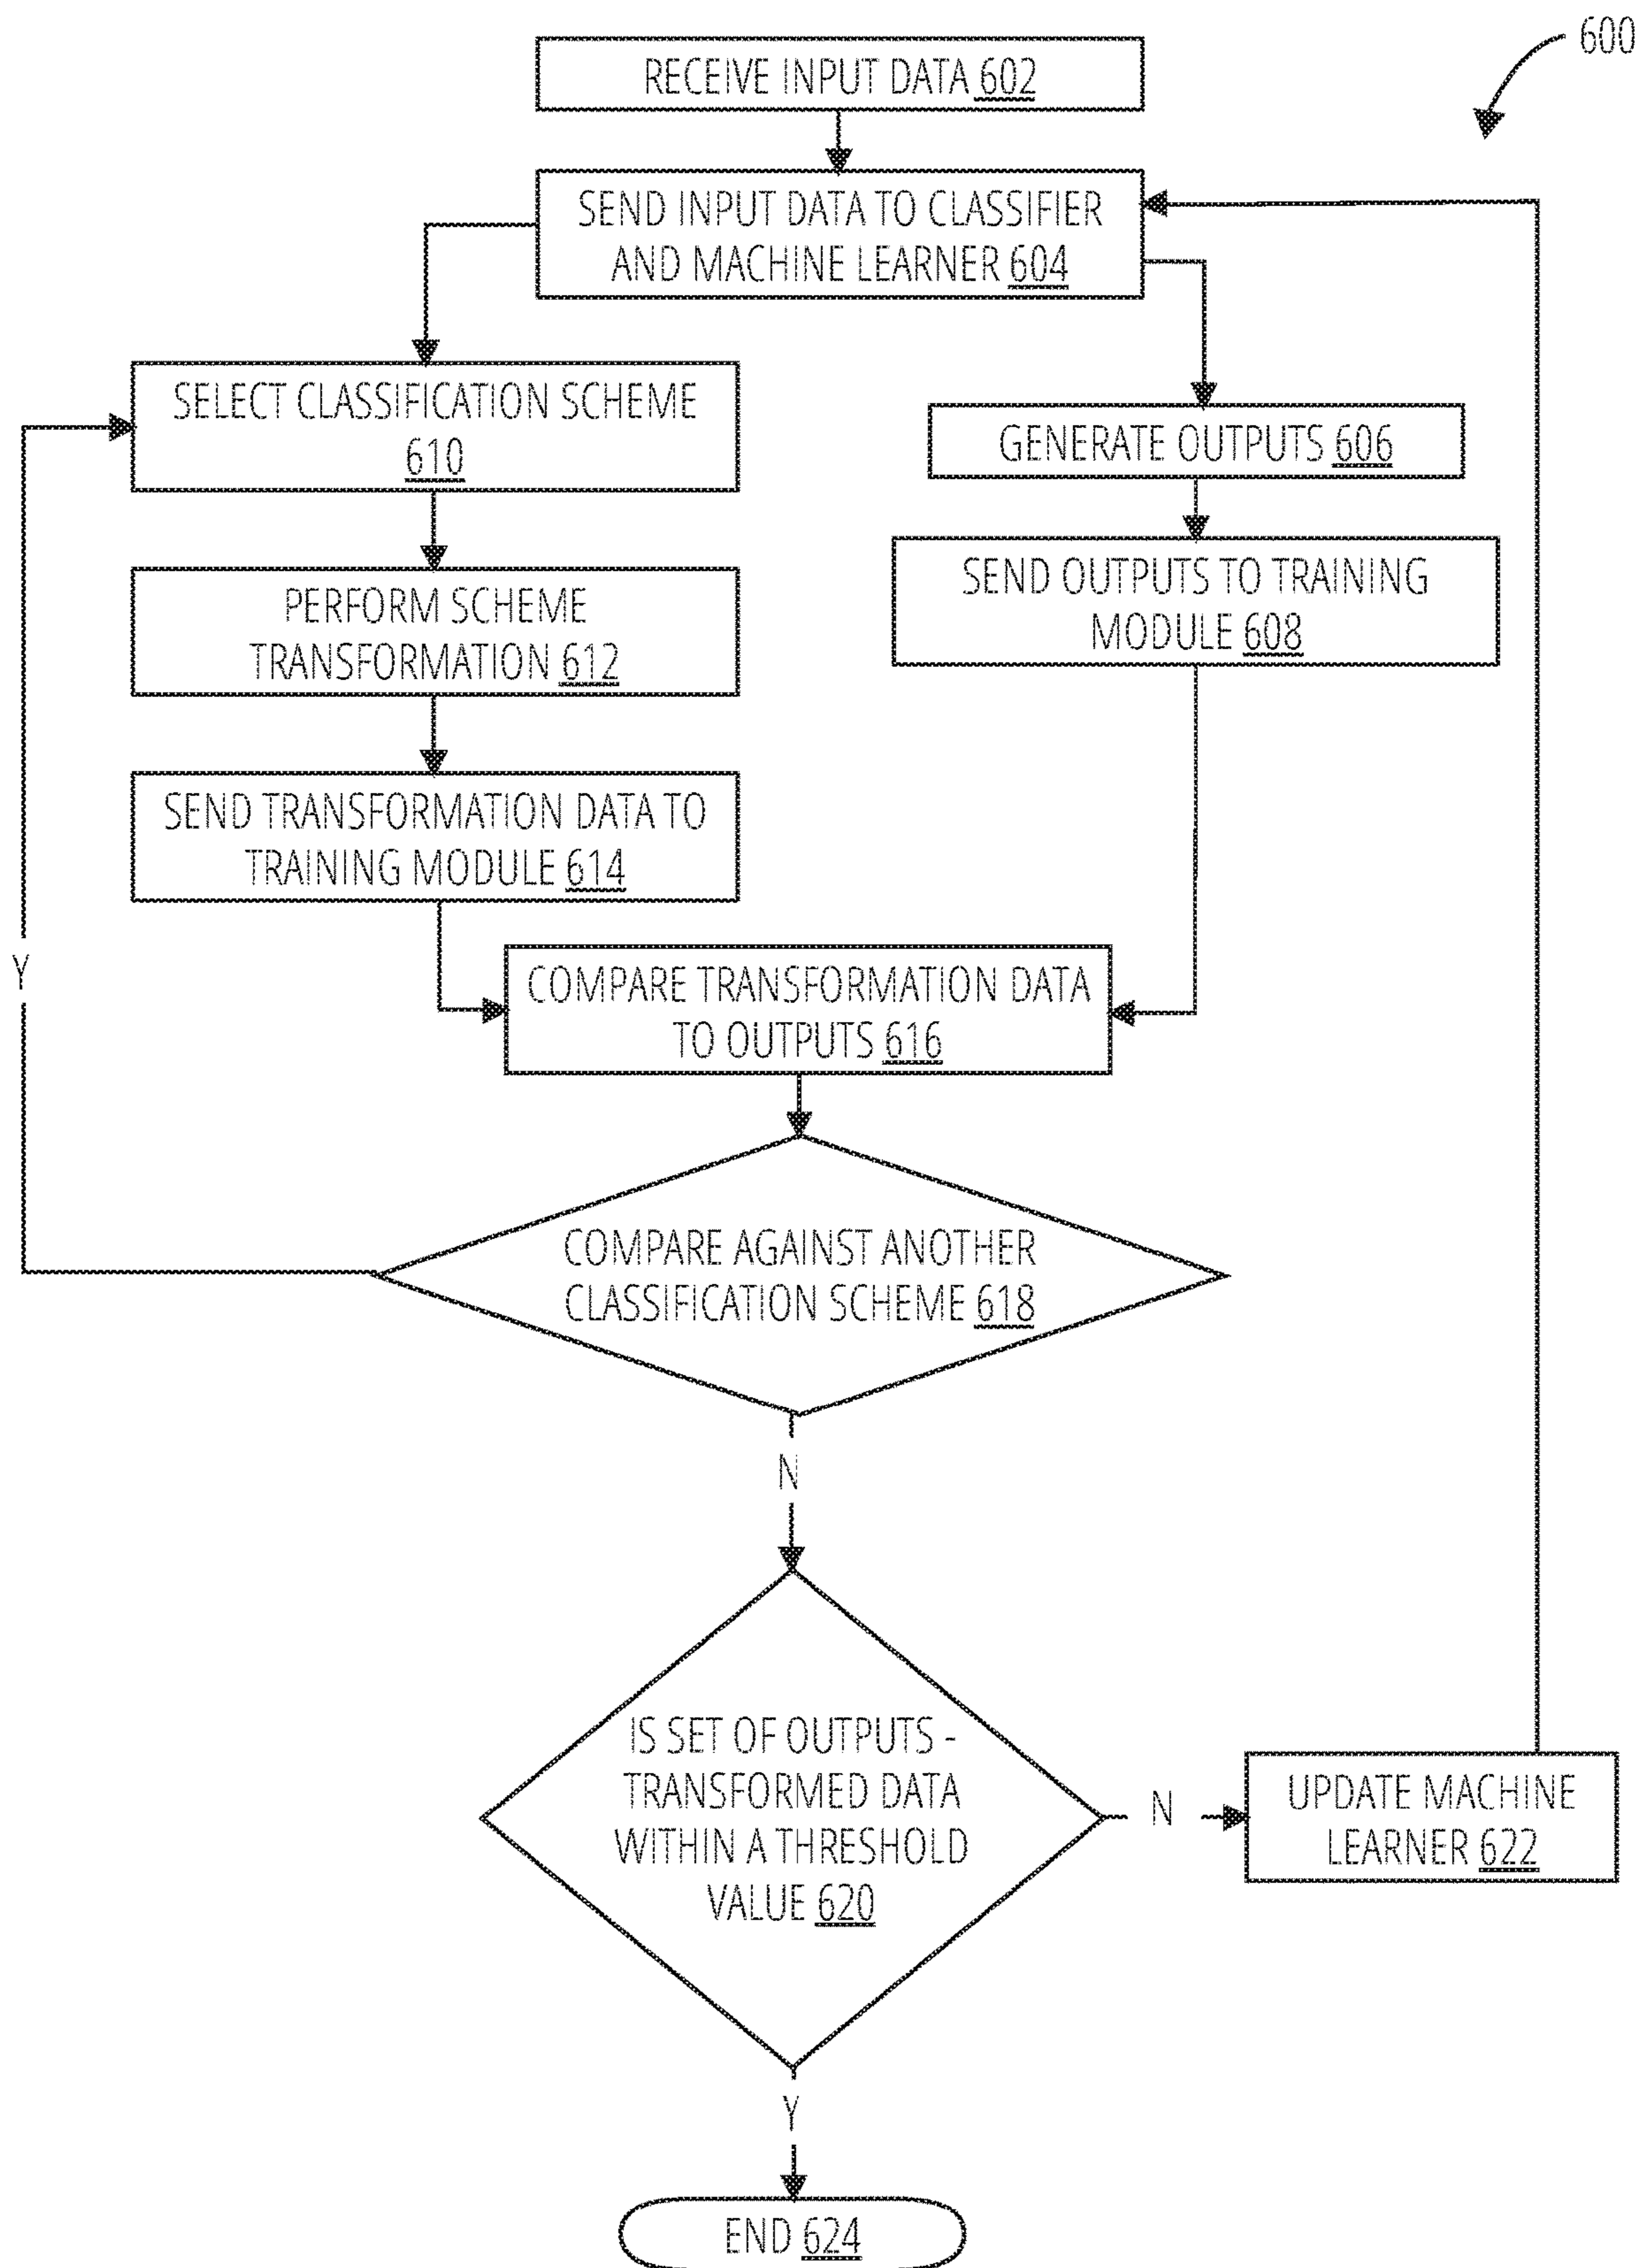 600
RECEIVE INPUT DATA 602
SEND INPUT DATA TO CLASSIFIER
AND MACHINE LEARNER 604
SELECT CLASSIFICATION SCHEME
610
GENERATE OUTPUTS 606
PERFORM SCHEME
TRANSFORMATION 612
SEND OUTPUTS TO TRAINING
MODULE 608
SEND TRANSFORMATION DATA TO
TRAINING MODULE 614
Y
COMPARE TRANSFORMATION DATA
TO OUTPUTS 616
COMPARE AGAINST ANOTHER
CLASSIFICATION SCHEME 618
N
IS SET OF OUTPUTS -
TRANSFORMED DATA
WITHIN A THRESHOLD
VALUE 620
N
UPDATE MACHINE
LEARNER 622
Y
END 624